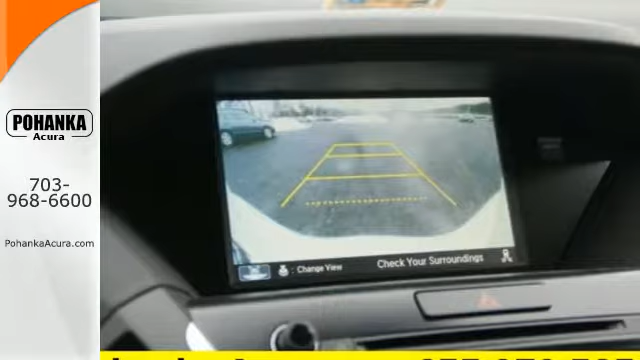 POHANKA
Acura
703-
968-6600
PohankaAcura.com
: Change View
Check Your Surroundings